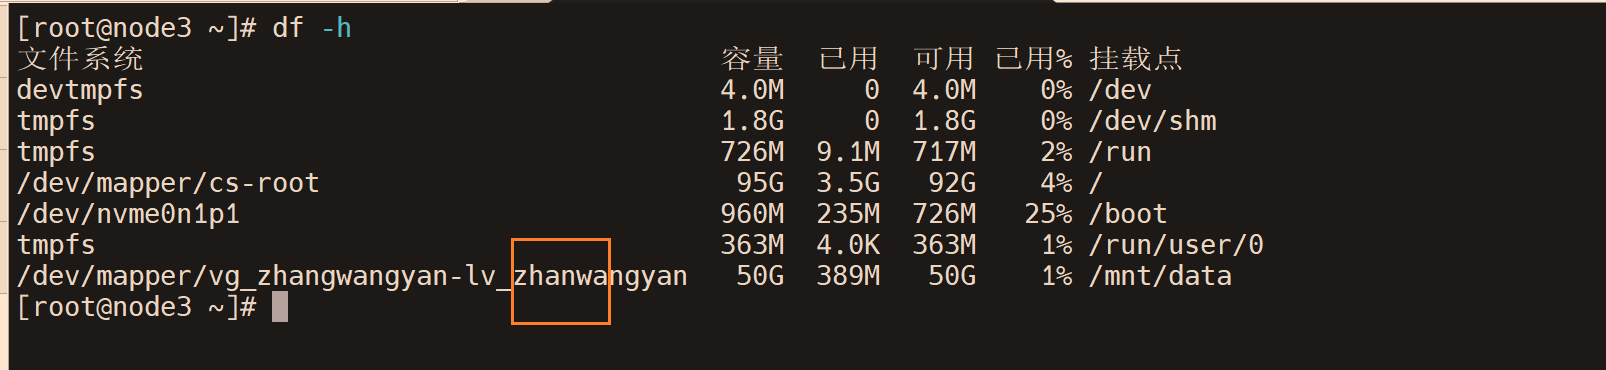 [root@node3 ~]# df -h
文件系统 容量 已用 可用 已用% 挂载点
devtmpfs 4.0M 0 4.0M 0% /dev
tmpfs 1.8G 0 1.8G 0% /dev/shm
tmpfs 726M 9.1M 717M 2% /run
/dev/mapper/cs-root 95G 3.5G 92G 4% /
/dev/nvme0n1p1 960M 235M 726M 25% /boot
tmpfs 363M 4.0K 363M 1% /run/user/0
/dev/mapper/vg_zhangwangyan-lv_zhanwangyan 50G 389M 50G 1% /mnt/data
[root@node3 ~]#